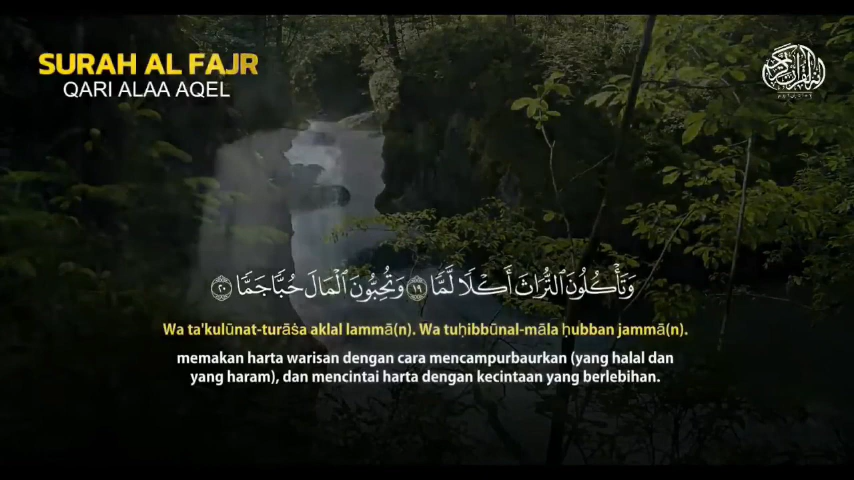 SURAH AL FAJR
QARI ALAA AQEL
وَتَأْكُلُونَ ٱلتُّرَاثَ أَكْلًا لَّمًّا ١٩ وَتُحِبُّونَ ٱلْمَالَ حُبًّا جَمًّا ٢٠
Wa ta'kulūnat-turāṡa aklal lammā(n). Wa tuḥibbūnal-māla ḥubban jammā(n).
memakan harta warisan dengan cara mencampurbaurkan (yang halal dan
yang haram), dan mencintai harta dengan kecintaan yang berlebihan.